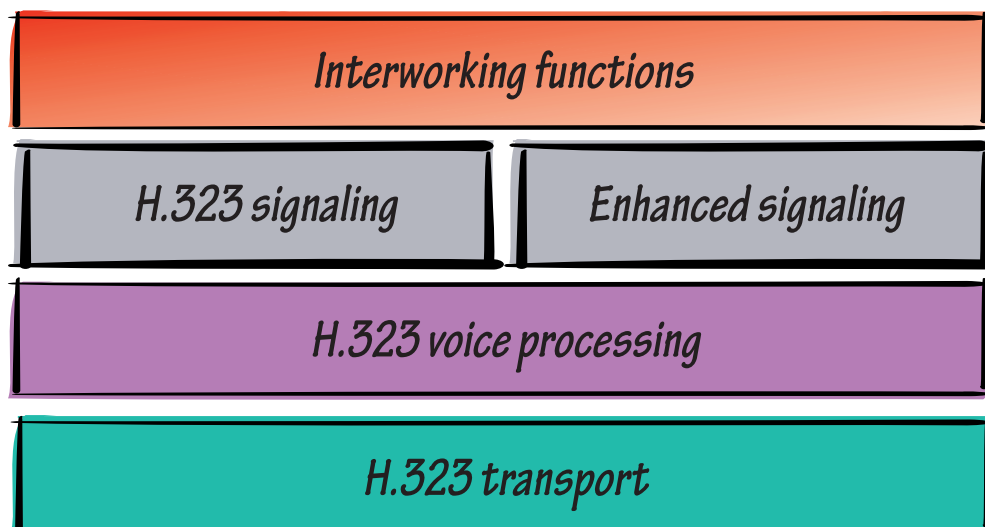 Interworking functions
H.323 signaling
Enhanced signaling
H.323 voice processing
H.323 transport